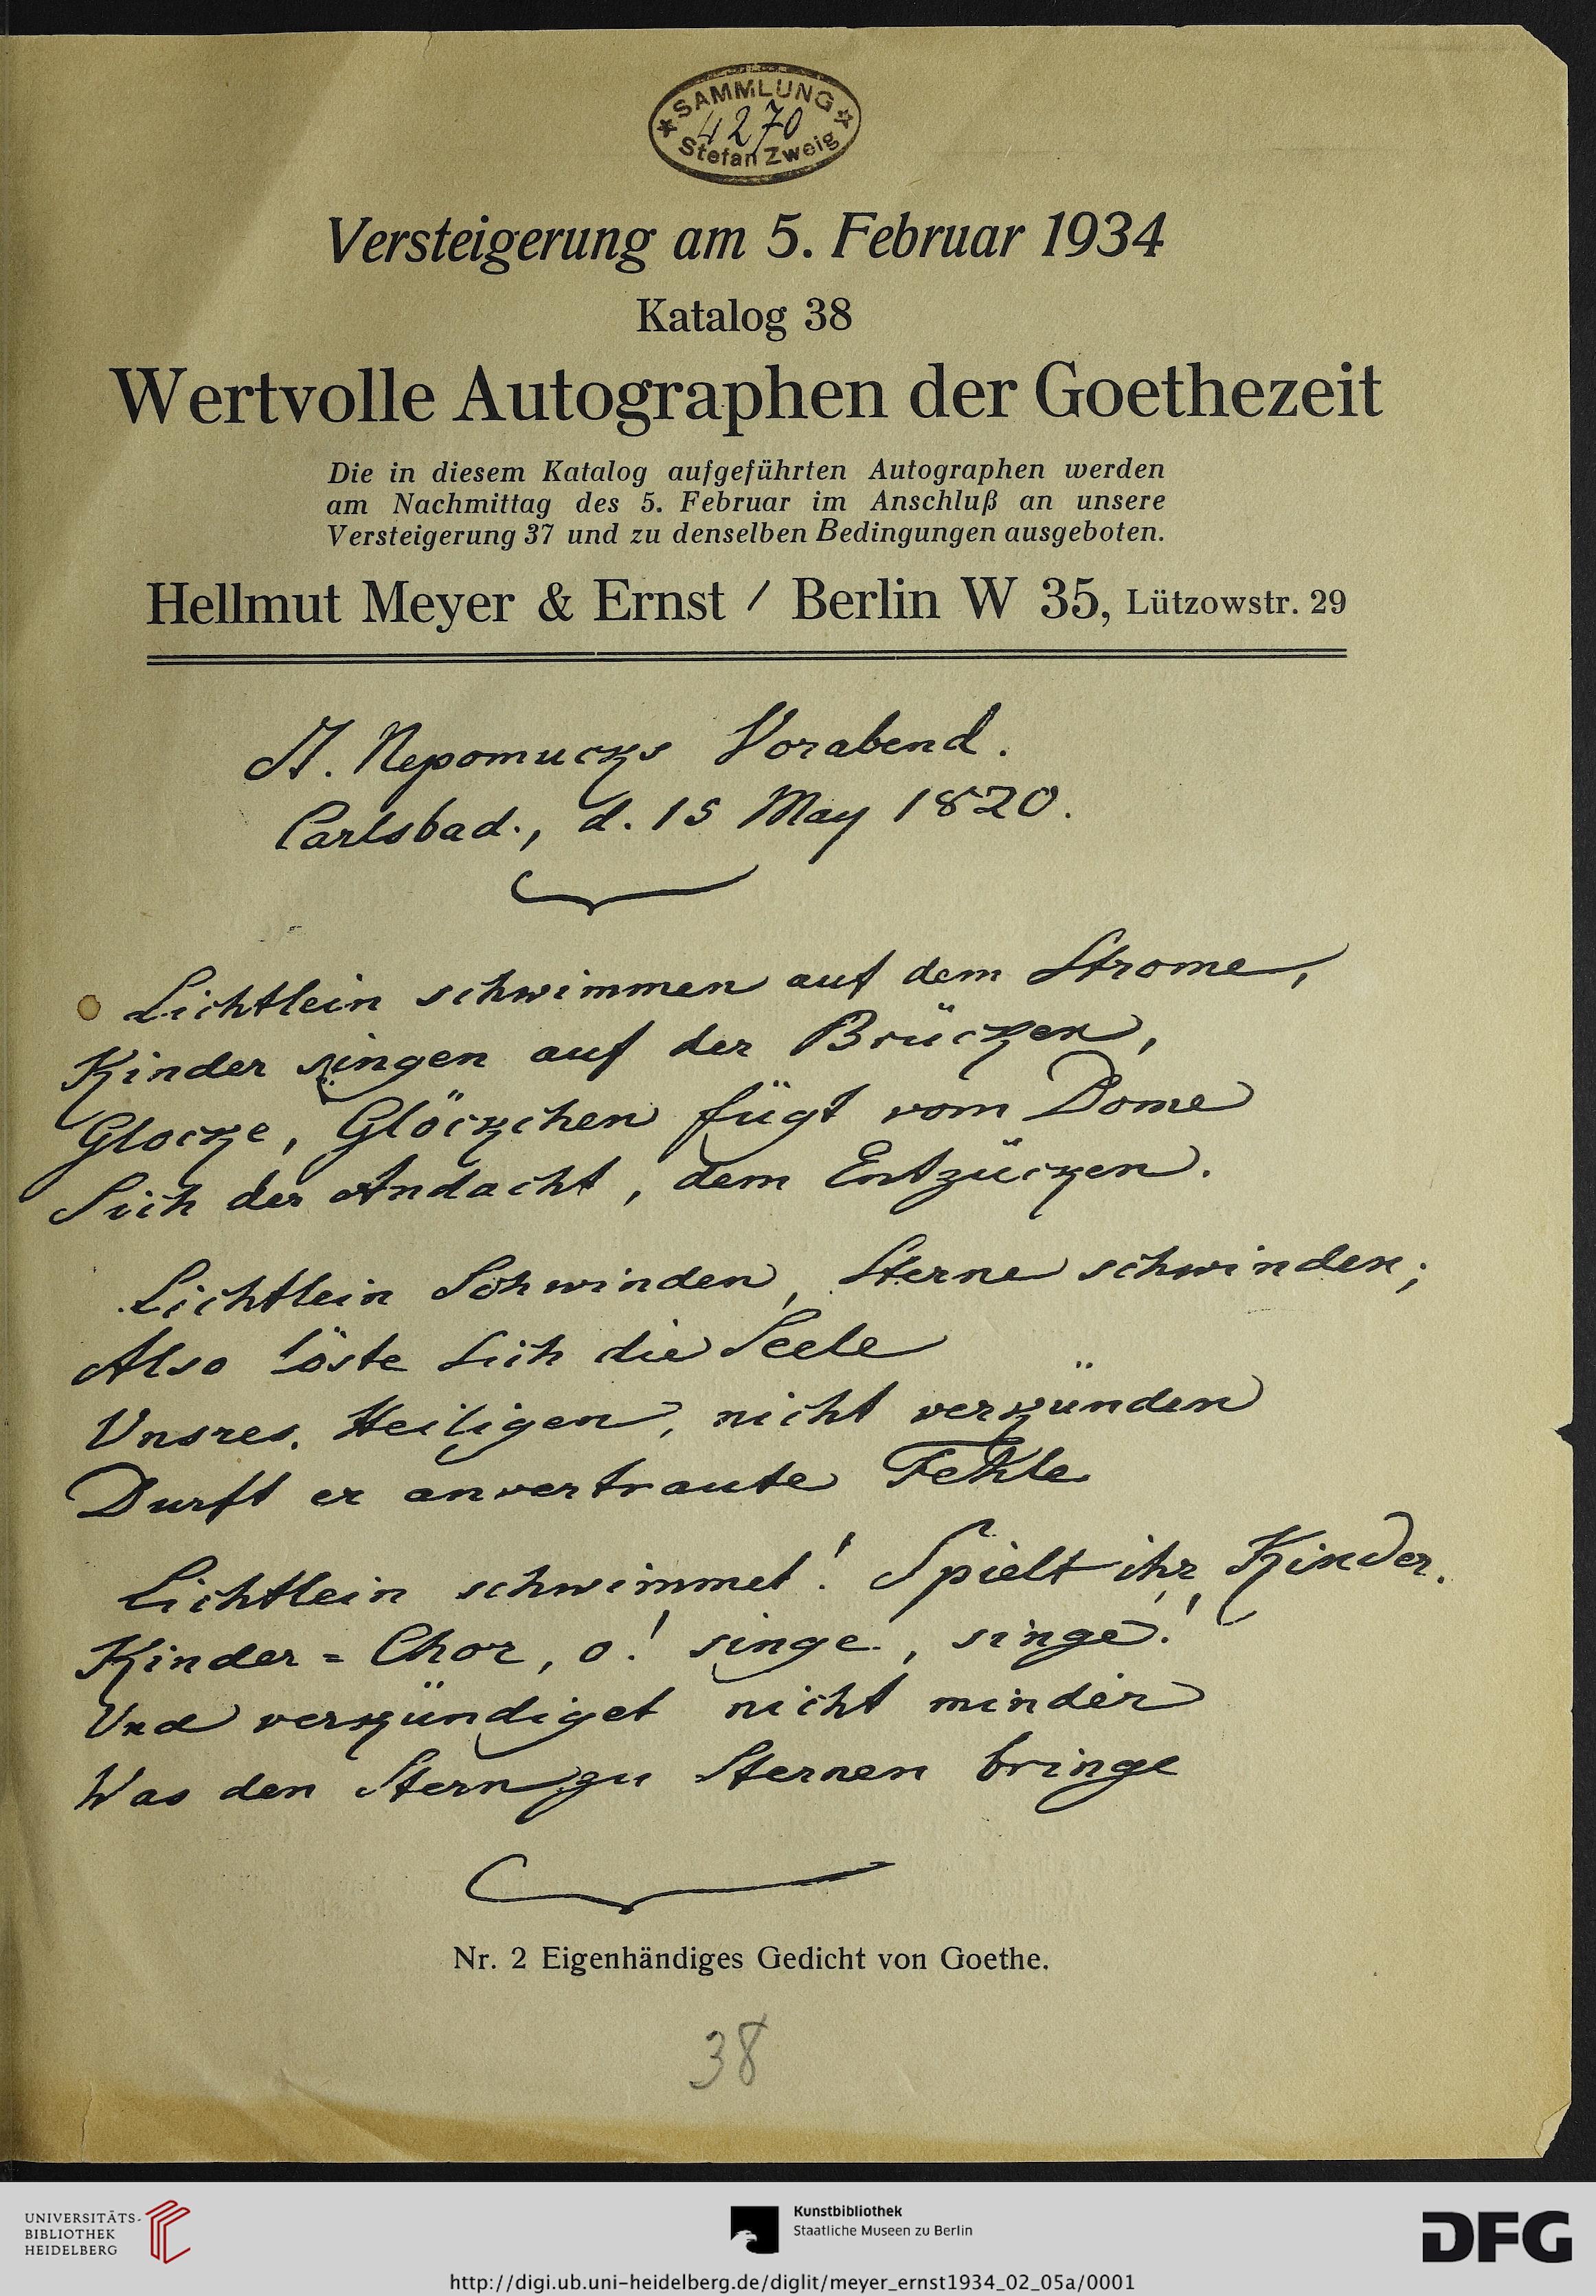 SAMMLUNG
4270
Stefan Zweig
Versteigerung am 5. Februar 1934
Katalog 38
Wertvolle Autographen der Goethezeit
Die in diesem Katalog aufgeführten Autographen werden
am Nachmittag des 5. Februar im Anschluß an unsere
Versteigerung 37 und zu denselben Bedingungen ausgeboten.
Hellmut Meyer & Ernst / Berlin W 35, Lützowstr. 29
St. Nepomucks Vorabend.
Carlsbad., d. 15 May 1820.
Lichtlein schwimmen auf dem Strome,
Kinder singen auf der Brücken,
Glocke, Glöckchen fügt vom Dome
Sich der Andacht, dem Entzücken.
Lichtlein Schwinden, Sterne schwinden;
Also löste sich die Seele
Unsres. Heiligen, nicht verkünden
Durft er anvertraute Fehle
Lichtlein schwimmet! Spielt ihr Kinder.
Kinder=Chor, o! singe, singe!
Und verkündiget nicht minder
Was den Stern zu Sternen bringe
Nr. 2 Eigenhändiges Gedicht von Goethe.
38
UNIVERSITÄTS-
BIBLIOTHEK
HEIDELBERG
Kunstbibliothek
Staatliche Museen zu Berlin
DFG
http://digi.ub.uni-heidelberg.de/diglit/meyer_ernst1934_02_05a/0001